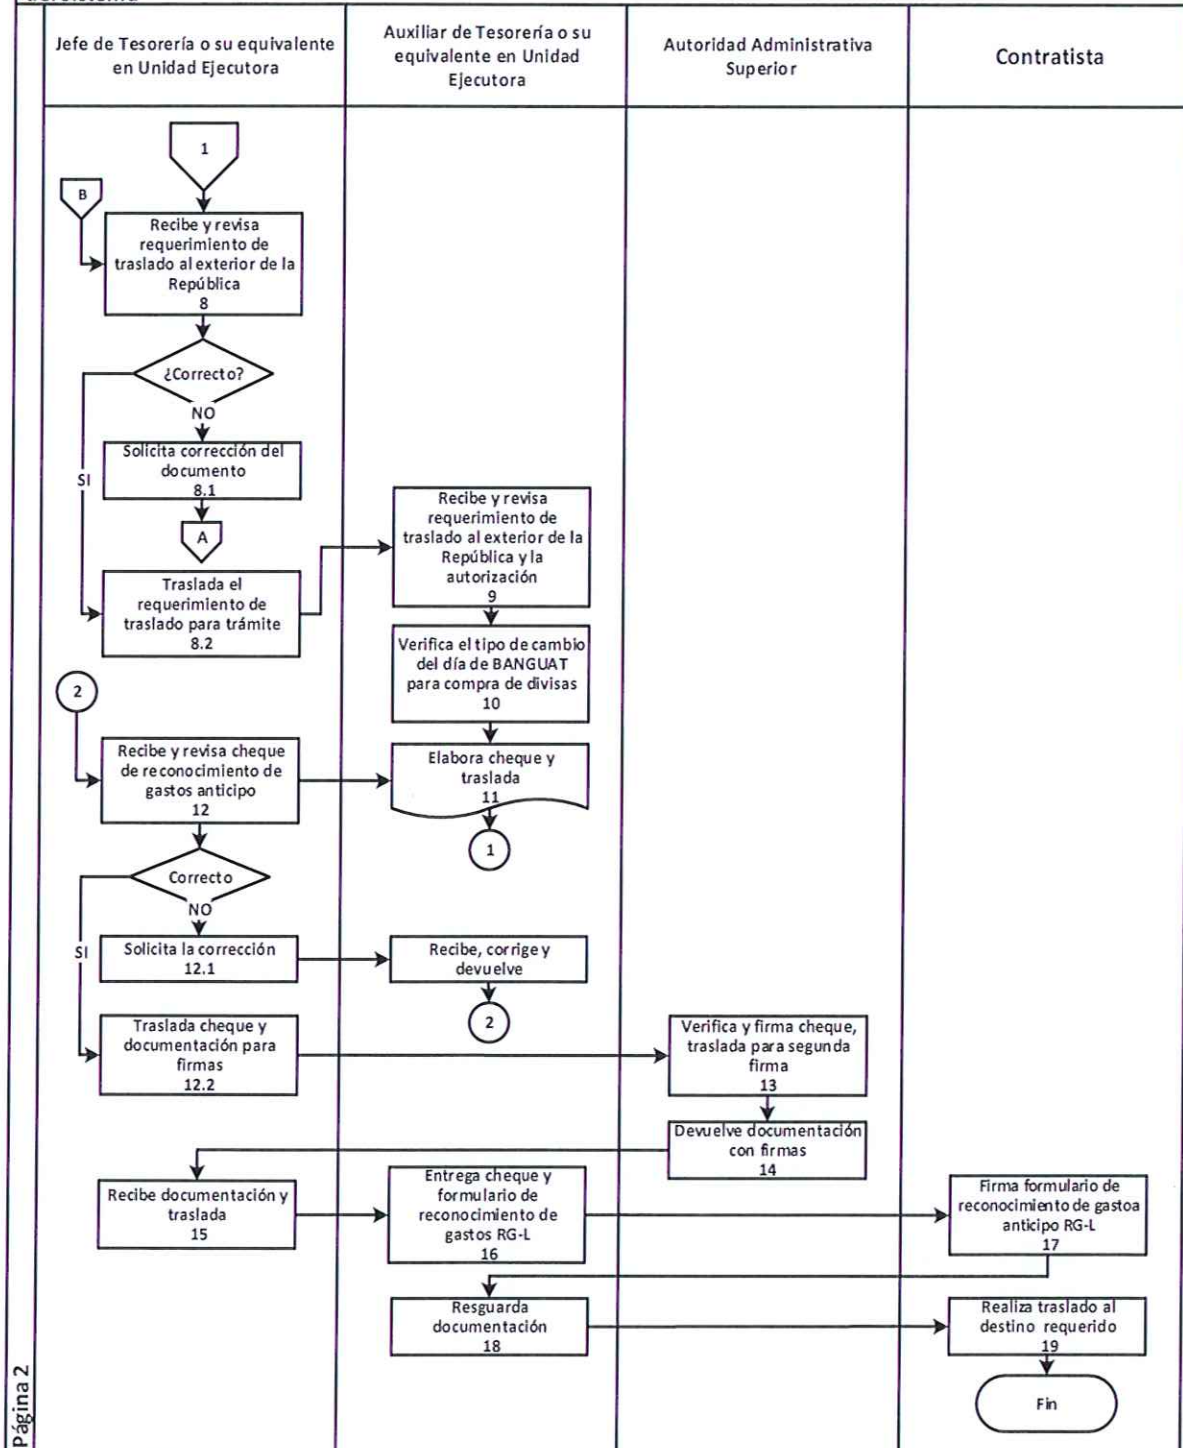 Jefe de Tesorería o su equivalente
en Unidad Ejecutora
Auxiliar de Tesorería o su
equivalente en Unidad
Ejecutora
Autoridad Administrativa
Superior
Contratista
1
B
Recibe y revisa
requerimiento de
traslado al exterior de la
República
8
¿Correcto?
NO
SI
Solicita corrección del
documento
8.1
A
Traslada el
requerimiento de
traslado para trámite
8.2
Recibe y revisa
requerimiento de
traslado al exterior de la
República y la
autorización
9
Verifica el tipo de cambio
del día de BANGUAT
para compra de divisas
10
2
Recibe y revisa cheque
de reconocimiento de
gastos anticipo
12
Elabora cheque y
traslada
11
1
Correcto
NO
SI
Solicita la corrección
12.1
Recibe, corrige y
devuelve
2
Traslada cheque y
documentación para
firmas
12.2
Verifica y firma cheque,
traslada para segunda
firma
13
Devuelve documentación
con firmas
14
Recibe documentación y
traslada
15
Entrega cheque y
formulario de
reconocimiento de
gastos RG-L
16
Firma formulario de
reconocimiento de gastoa
anticipo RG-L
17
Resguarda
documentación
18
Realiza traslado al
destino requerido
19
Fin
Página 2